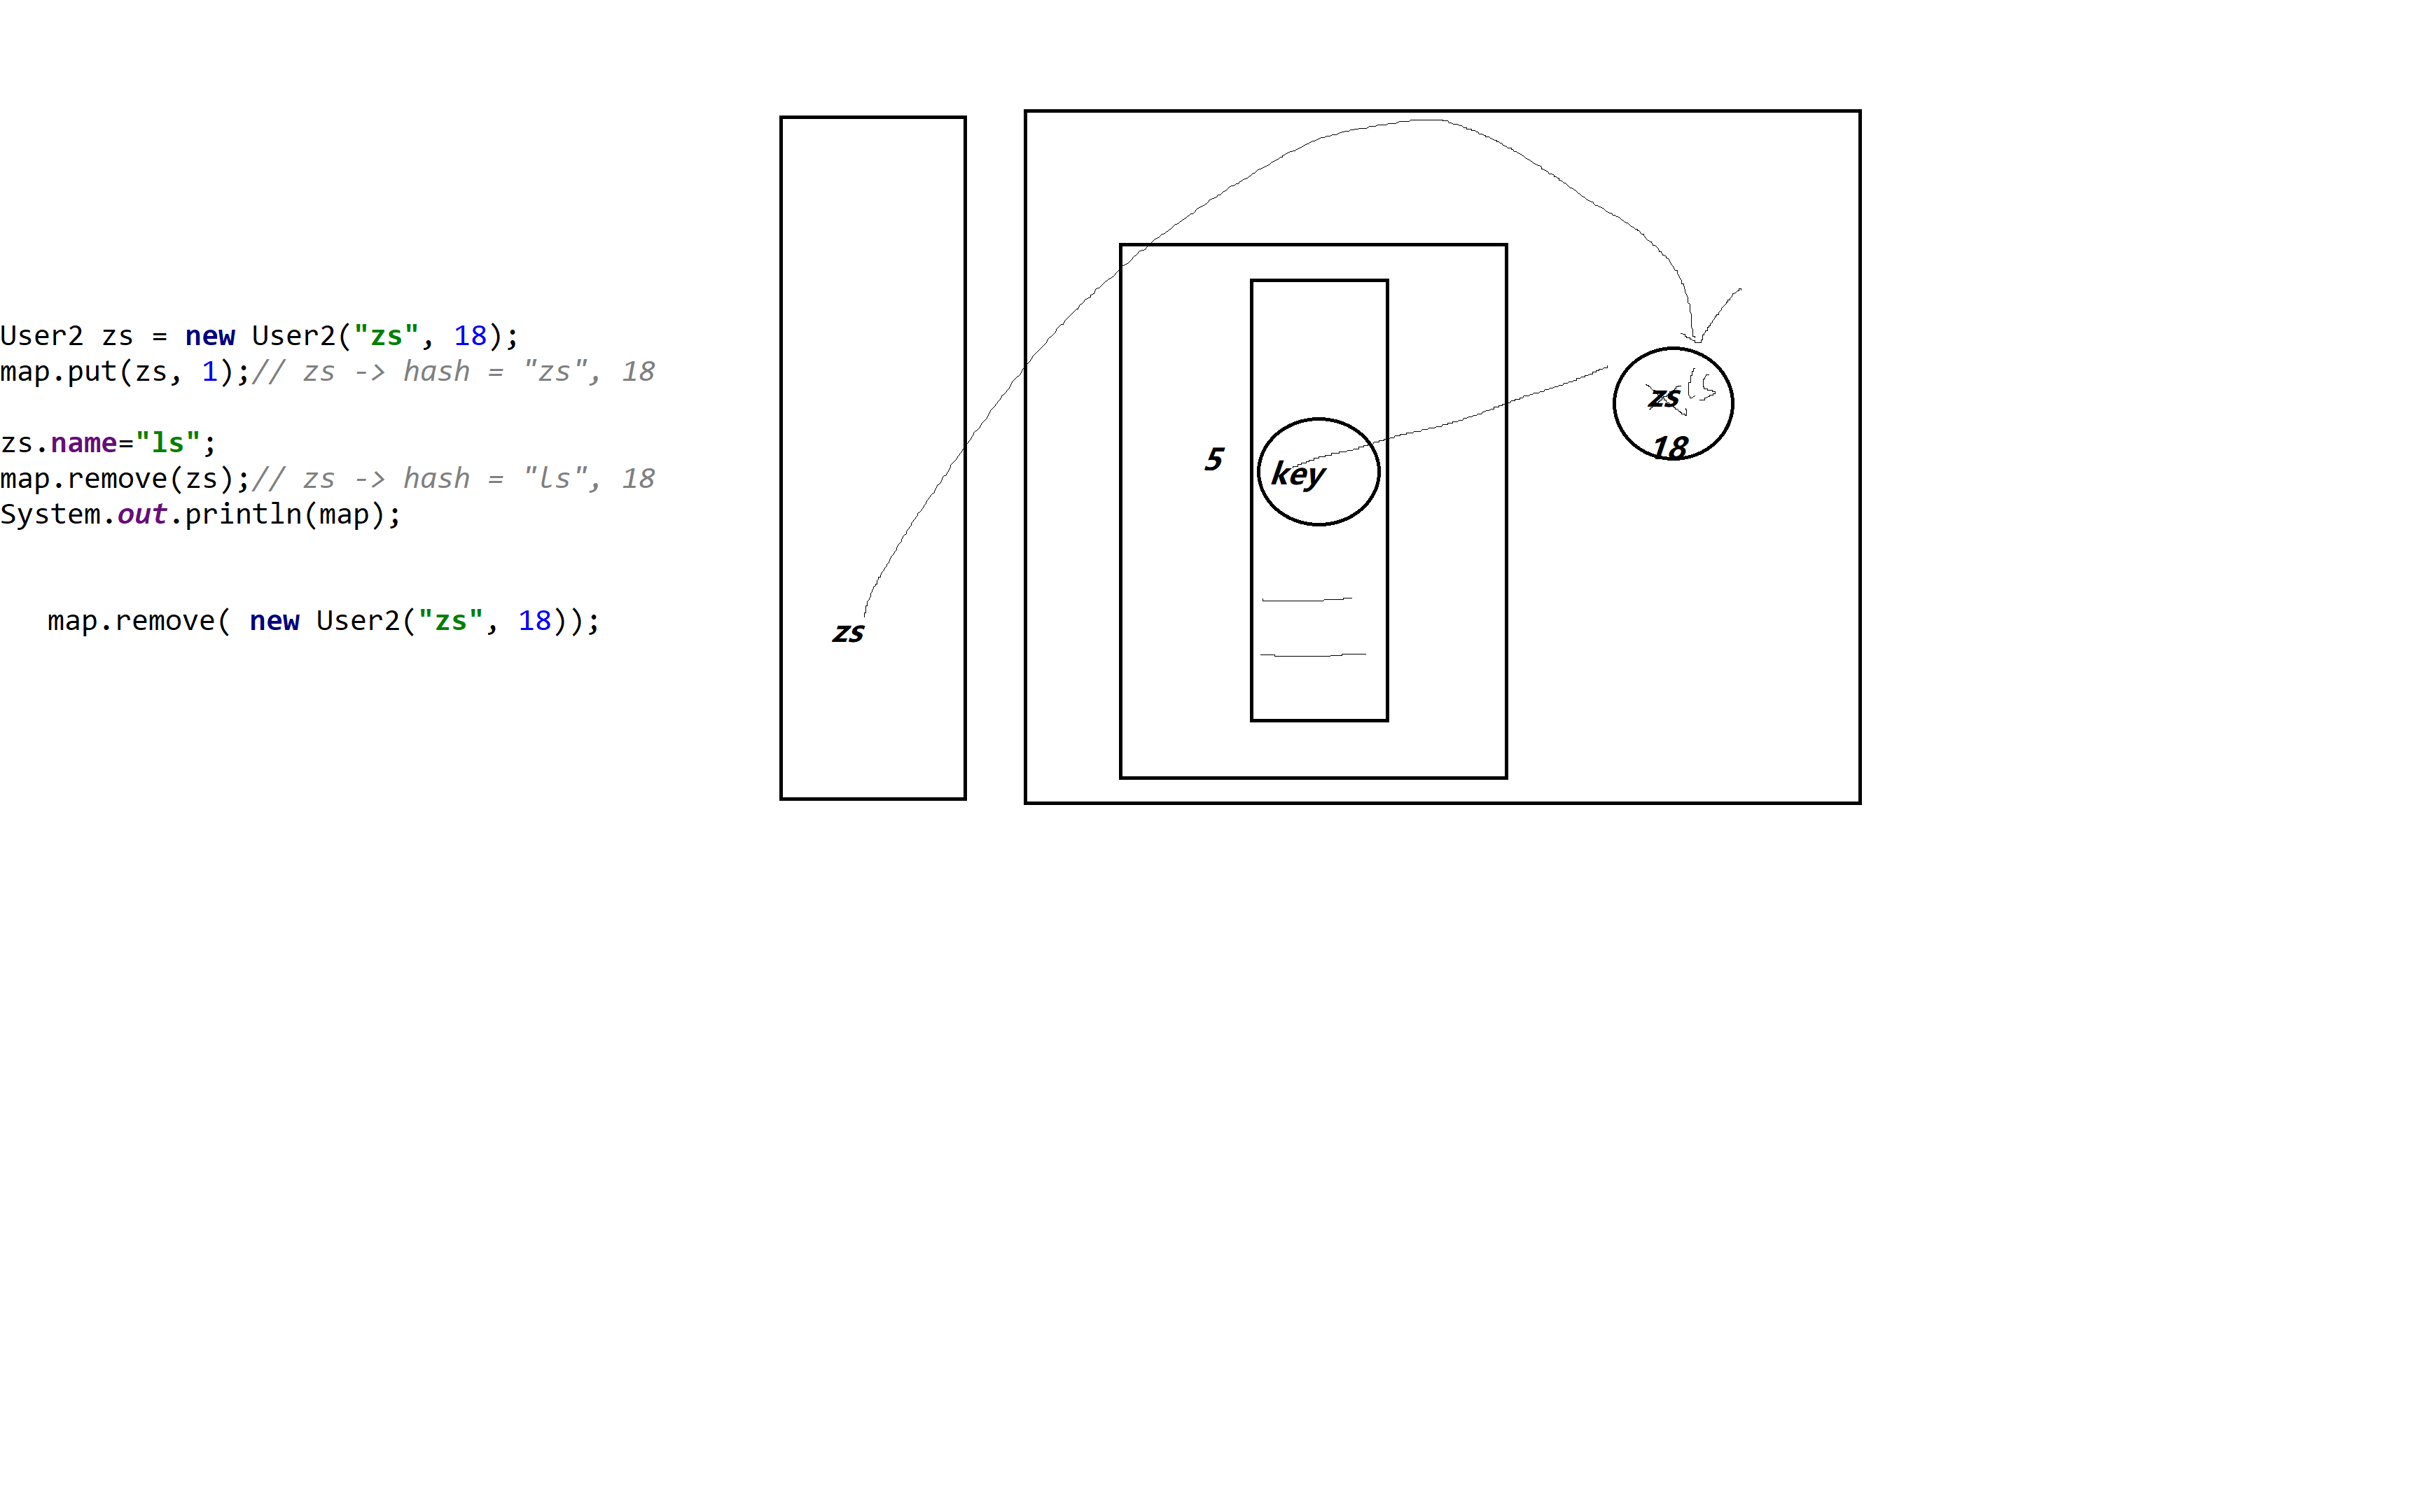 User2 zs = new User2("zs", 18);
map.put(zs, 1);// zs -> hash = "zs", 18
zs.name="ls";
map.remove(zs);// zs -> hash = "ls", 18
System.out.println(map);
map.remove( new User2("zs", 18));
zs
5
key
zs
ls
18